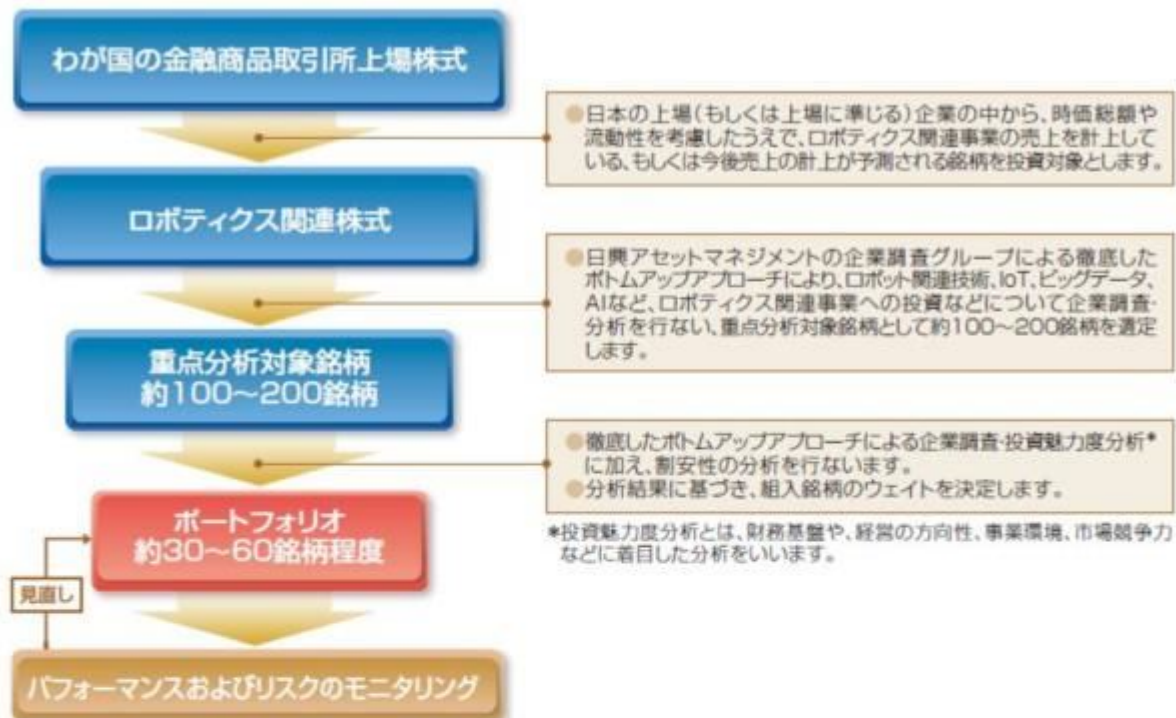 わが国の金融商品取引所上場株式
●日本の上場(もしくは上場に準じる)企業の中から、時価総額や
流動性を考慮したうえで、ロボティクス関連事業の売上を計上して
いる、もしくは今後売上の計上が予測される銘柄を投資対象とします。
ロボティクス関連株式
●日興アセットマネジメントの企業調査グループによる徹底した
ボトムアップアプローチにより、ロボット関連技術、IoT、ビッグデータ、
AIなど、ロボティクス関連事業への投資などについて企業調査・
分析を行ない、重点分析対象銘柄として約100〜200銘柄を選定
します。
重点分析対象銘柄
約100〜200銘柄
●徹底したボトムアップアプローチによる企業調査・投資魅力度分析*
に加え、割安性の分析を行ないます。
●分析結果に基づき、組入銘柄のウェイトを決定します。
*投資魅力度分析とは、財務基盤や、経営の方向性、事業環境、市場競争力
などに着目した分析をいいます。
ポートフォリオ
約30〜60銘柄程度
見直し
パフォーマンスおよびリスクのモニタリング